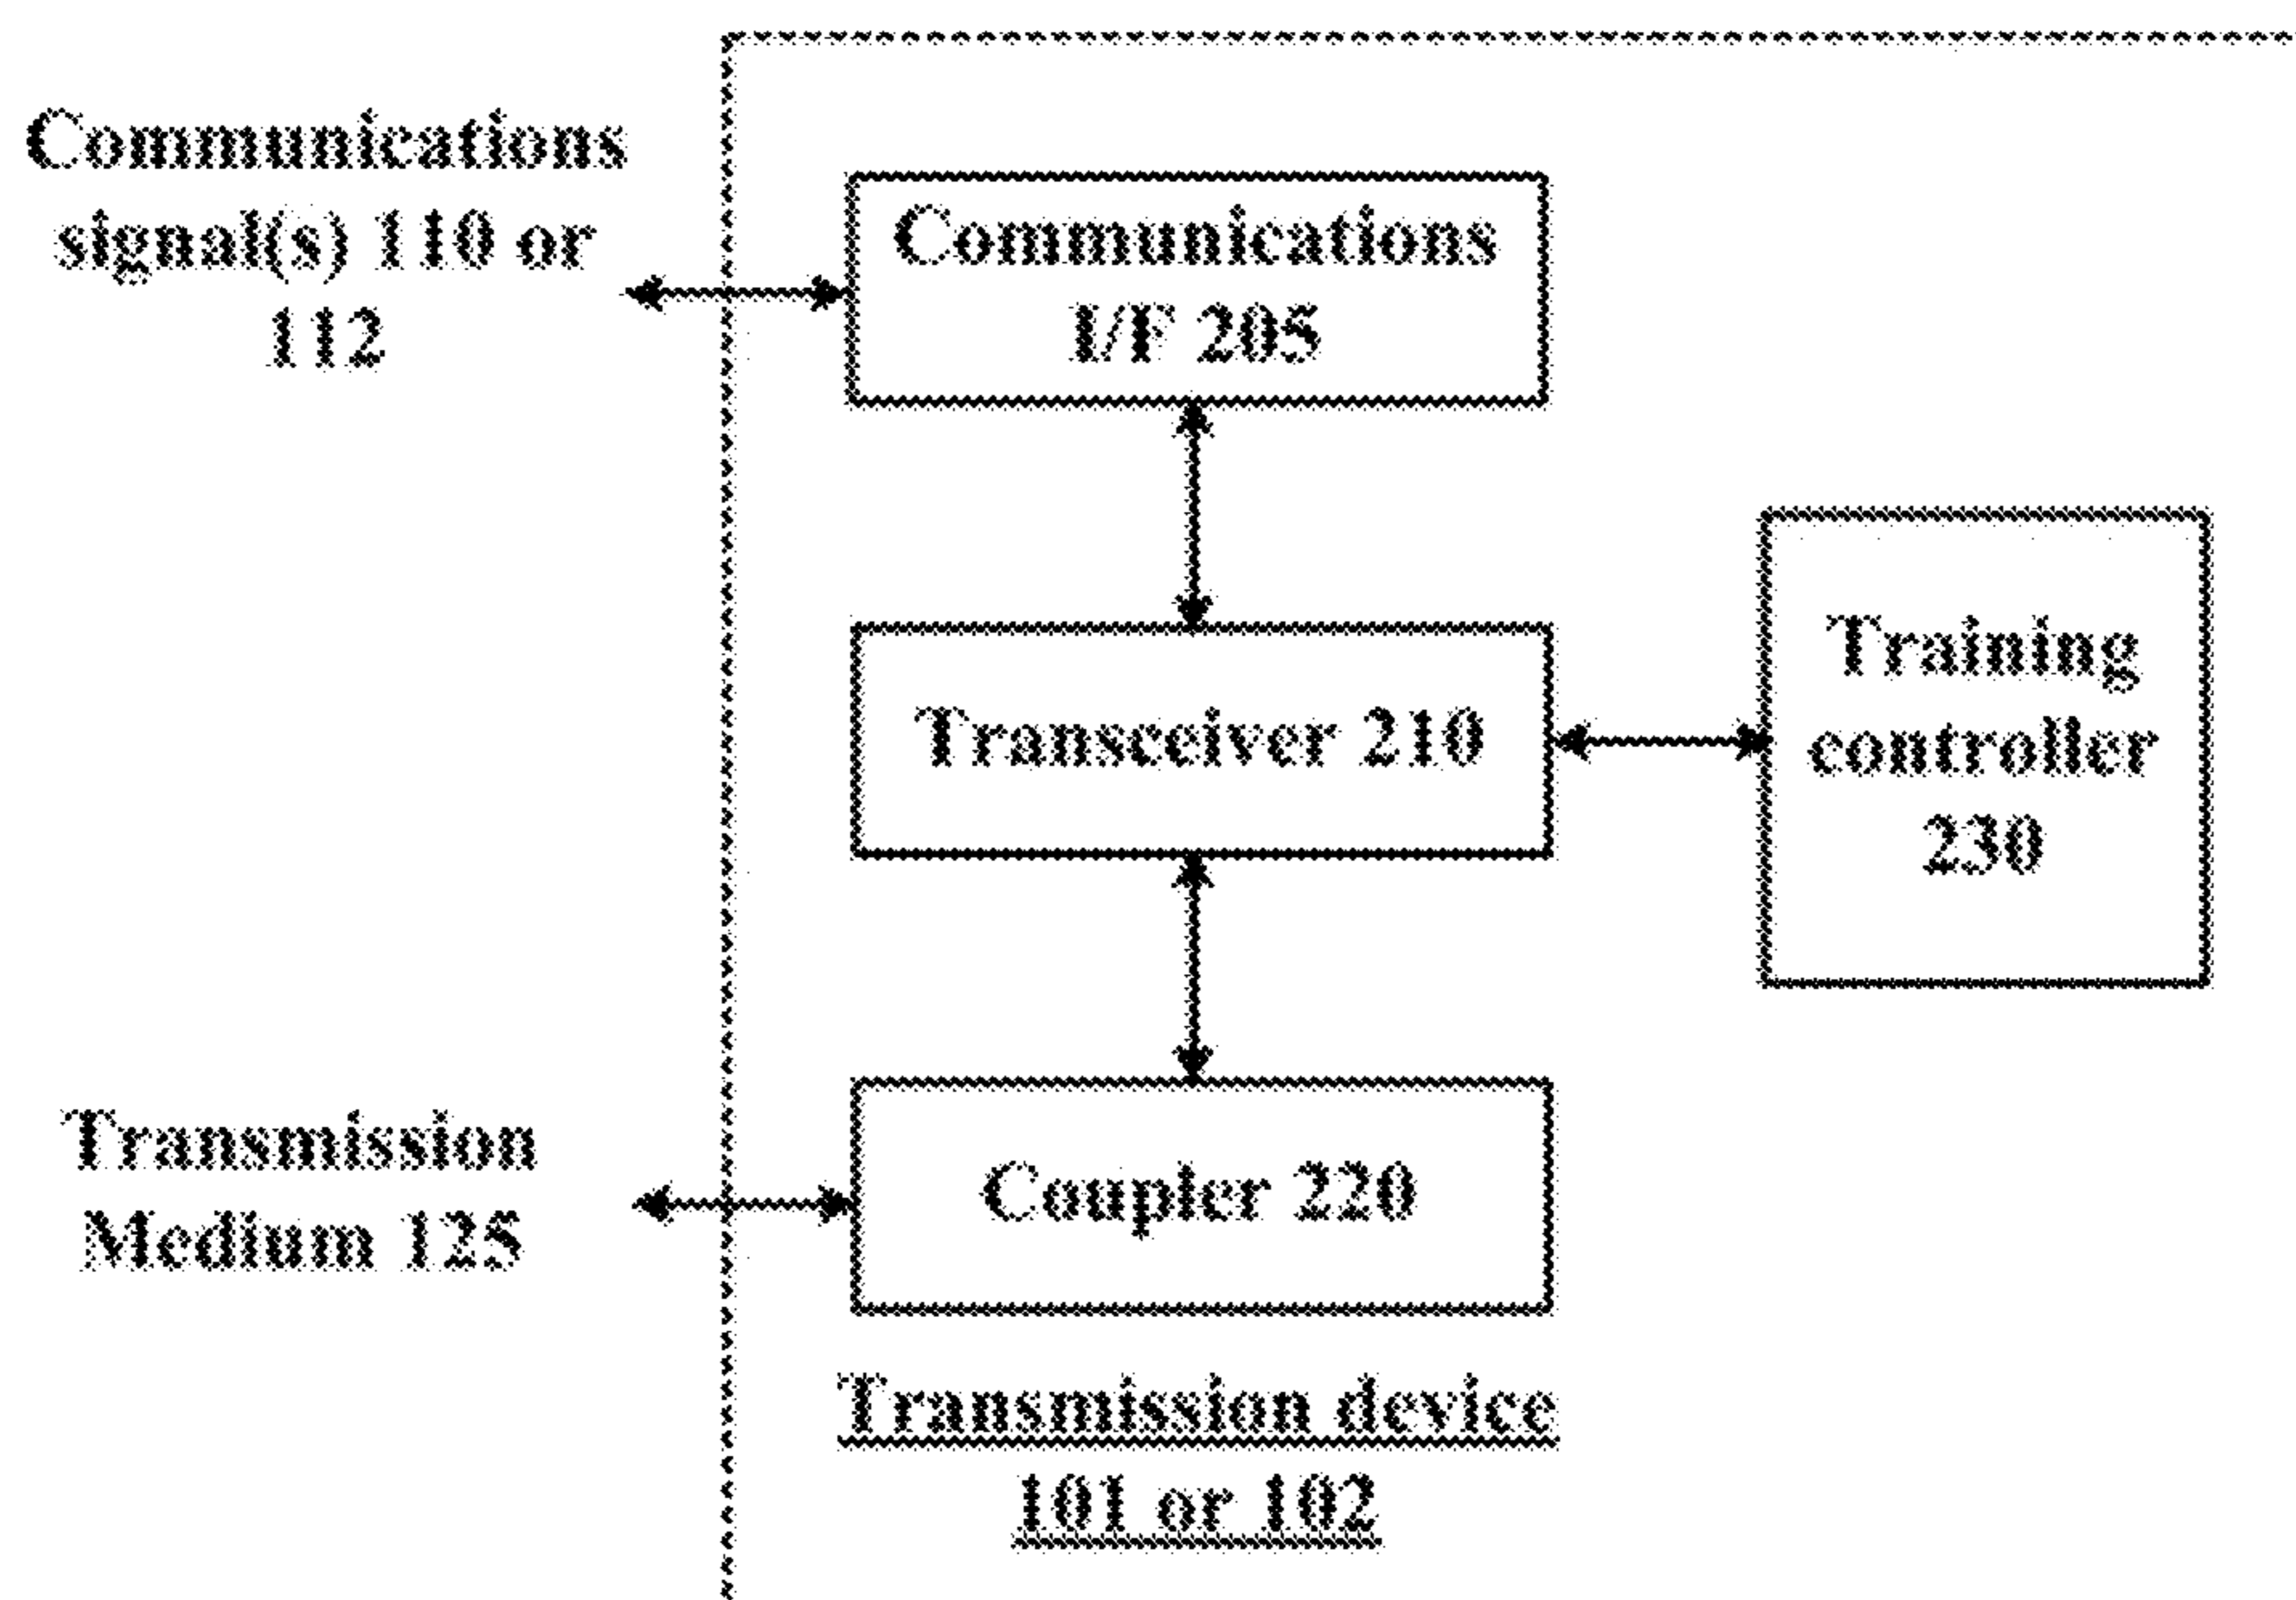 Communications
signal(s) 110 or
112
Communications
I/F 205
Transceiver 210
Training
controller
230
Transmission
Medium 125
Coupler 220
Transmission device
101 or 102